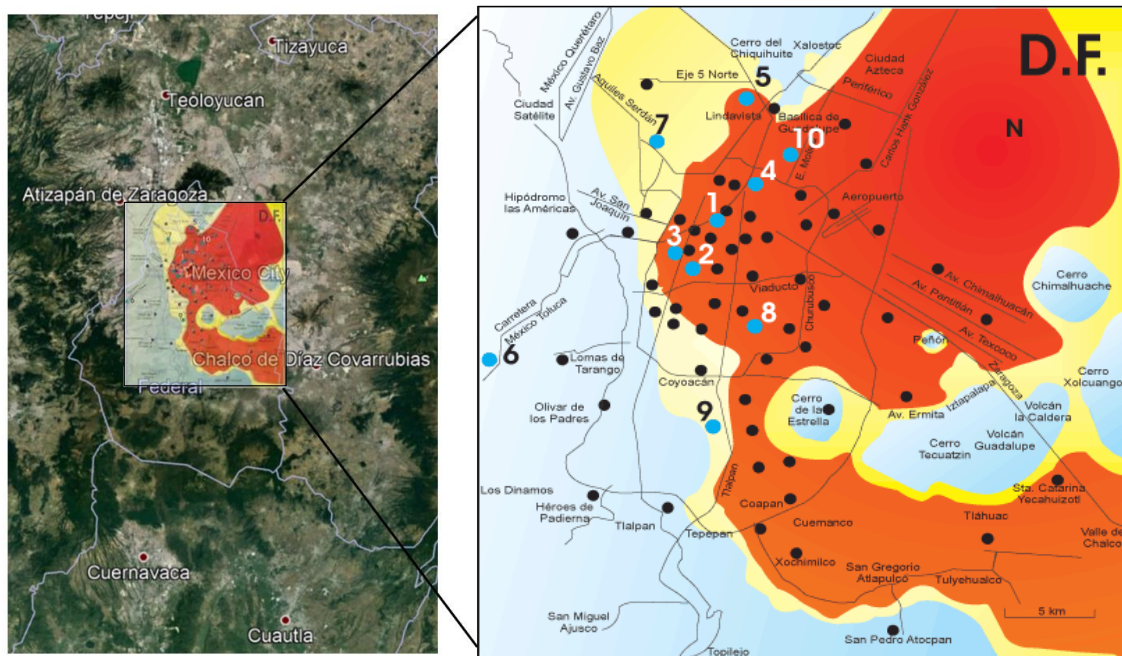 Tepeji
Tizayuca
Teoloyucan
Atizapán de Zaragoza
D.F.
10
Mexico City
Chalco de Díaz Covarrubias
Federal
Cuernavaca
Cuautla
D.F.
N
México Querétaro
Av. Gustavo Baz
Aquiles Serdán
Ciudad
Satélite
Eje 5 Norte
5
Cerro del
Chiquihuite
Xalostoc
Ciudad
Azteca
Periférico
Carlos Hank González
Lindavista
Basílica de
Guadalupe
7
10
E. Molina
4
Hipódromo
las Américas
Av. San
Joaquín
1
Aeropuerto
3
2
Viaducto
Churubusco
Cerro
Chimalhuache
Av. Chimalhuacán
Av. Pantitlán
Av. Texcoco
Zaragoza
Carretera
México Toluca
8
6
Lomas de
Tarango
Coyoacán
Peñón
Cerro
Xolcuango
Olivar de
los Padres
9
Cerro
de la
Estrella
Av. Ermita
Iztapalapa
Volcán
la Caldera
Volcán
Guadalupe
Cerro
Tecuatzin
Tlalpan
Los Dinamos
Héroes de
Padierna
Tlalpan
Tepepan
Coapan
Cuemanco
Xochimilco
Sta. Catarina
Yecahuizotl
Tláhuac
Valle de
Chalco
San Gregorio
Atlapulco
Tulyehualco
San Miguel
Ajusco
Topilejo
San Pedro Atocpan
5 km